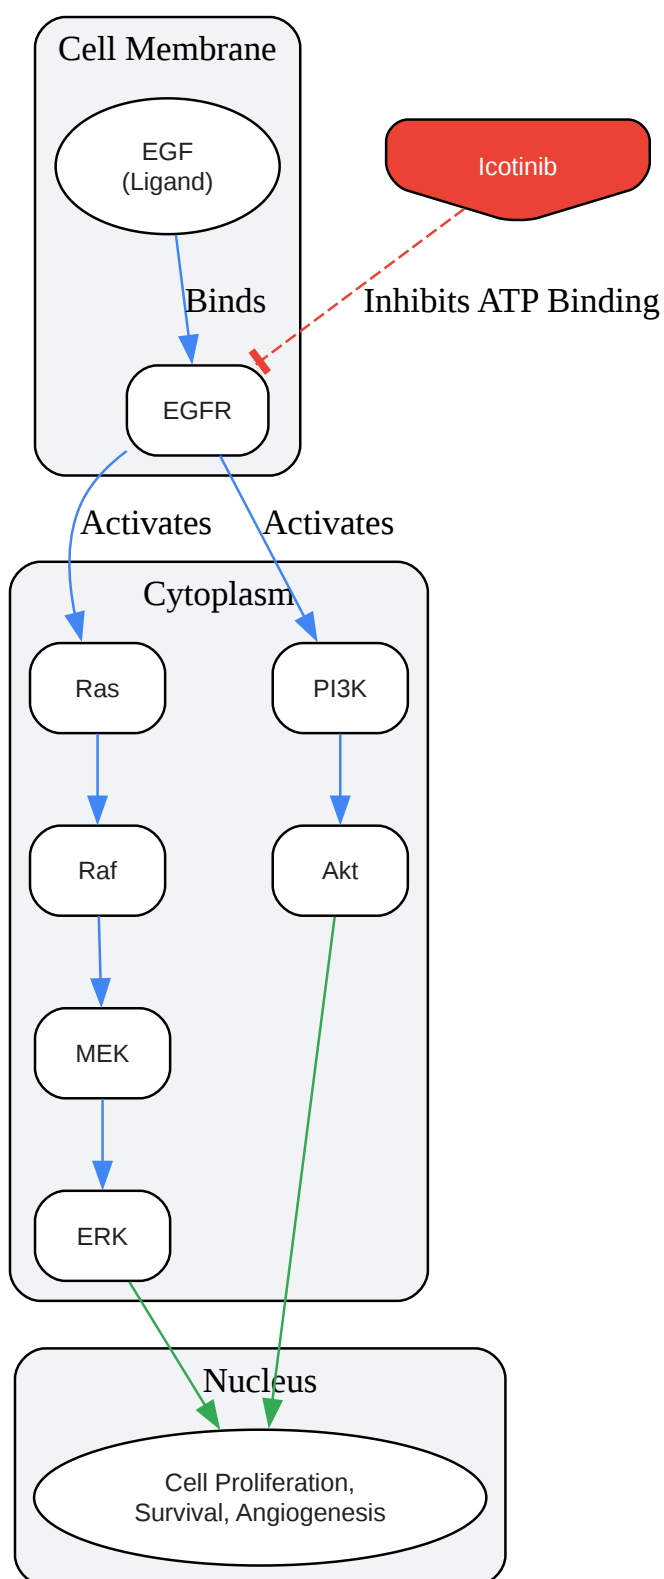 Cell Membrane
EGF
(Ligand)
Icotinib
Binds
Inhibits ATP Binding
EGFR
Activates
Activates
Cytoplasm
Ras
PI3K
Raf
Akt
MEK
ERK
Nucleus
Cell Proliferation,
Survival, Angiogenesis